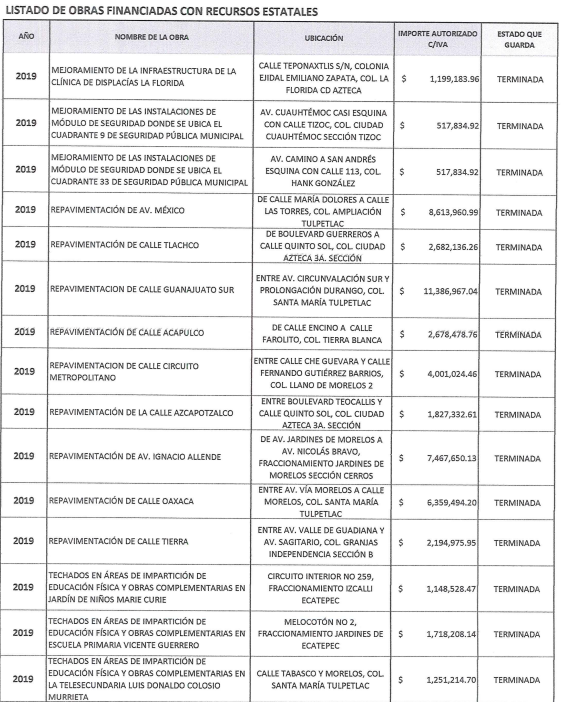 LISTADO DE OBRAS FINANCIADAS CON RECURSOS ESTATALES
AÑO NOMBRE DE LA OBRA UBICACIÓN IMPORTE AUTORIZADO C/IVA ESTADO QUE GUARDA
2019 MEJORAMIENTO DE LA INFRAESTRUCTURA DE LA
CLÍNICA DE DISPLACÍAS LA FLORIDA
CALLE TEPONAXTLIS S/N, COLONIA
EJIDAL EMILIANO ZAPATA, COL. LA
FLORIDA CD AZTECA
$ 1,199,183.96 TERMINADA
2019 MEJORAMIENTO DE LAS INSTALACIONES DE
MÓDULO DE SEGURIDAD DONDE SE UBICA EL
CUADRANTE 9 DE SEGURIDAD PÚBLICA MUNICIPAL
AV. CUAUHTÉMOC CASI ESQUINA
CON CALLE TIZOC, COL. CIUDAD
CUAUHTÉMOC SECCIÓN TIZOC
$ 517,834.92 TERMINADA
2019 MEJORAMIENTO DE LAS INSTALACIONES DE
MÓDULO DE SEGURIDAD DONDE SE UBICA EL
CUADRANTE 33 DE SEGURIDAD PÚBLICA MUNICIPAL
AV. CAMINO A SAN ANDRÉS
ESQUINA CON CALLE 113, COL.
HANK GONZÁLEZ
$ 517,834.92 TERMINADA
2019 REPAVIMENTACIÓN DE AV. MÉXICO
DE CALLE MARÍA DOLORES A CALLE
LAS TORRES, COL. AMPLIACIÓN
TULPETLAC
$ 8,613,960.99 TERMINADA
2019 REPAVIMENTACIÓN DE CALLE TLACHCO
DE BOULEVARD GUERREROS A
CALLE QUINTO SOL, COL. CIUDAD
AZTECA 3A. SECCIÓN
$ 2,682,136.26 TERMINADA
2019 REPAVIMENTACION DE CALLE GUANAJUATO SUR
ENTRE AV. CIRCUNVALACIÓN SUR Y
PROLONGACIÓN DURANGO, COL.
SANTA MARÍA TULPETLAC
$ 11,386,967.04 TERMINADA
2019 REPAVIMENTACIÓN DE CALLE ACAPULCO
DE CALLE ENCINO A CALLE
FAROLITO, COL. TIERRA BLANCA
$ 2,678,478.76 TERMINADA
2019 REPAVIMENTACION DE CALLE CIRCUITO
METROPOLITANO
ENTRE CALLE CHE GUEVARA Y CALLE
FERNANDO GUTIÉRREZ BARRIOS,
COL. LLANO DE MORELOS 2
$ 4,001,024.46 TERMINADA
2019 REPAVIMENTACIÓN DE LA CALLE AZCAPOTZALCO
ENTRE BOULEVARD TEOCALLIS Y
CALLE QUINTO SOL, COL. CIUDAD
AZTECA 3A. SECCIÓN
$ 1,827,332.61 TERMINADA
2019 REPAVIMENTACIÓN DE AV. IGNACIO ALLENDE
DE AV. JARDINES DE MORELOS A
AV. NICOLÁS BRAVO,
FRACCIONAMIENTO JARDINES DE
MORELOS SECCIÓN CERROS
$ 7,467,650.13 TERMINADA
2019 REPAVIMENTACIÓN DE CALLE OAXACA
ENTRE AV. VÍA MORELOS A CALLE
MORELOS, COL. SANTA MARÍA
TULPETLAC
$ 6,359,494.20 TERMINADA
2019 REPAVIMENTACIÓN DE CALLE TIERRA
ENTRE AV. VALLE DE GUADIANA Y
AV. SAGITARIO, COL. GRANJAS
INDEPENDENCIA SECCIÓN B
$ 2,194,975.95 TERMINADA
2019 TECHADOS EN ÁREAS DE IMPARTICIÓN DE
EDUCACIÓN FÍSICA Y OBRAS COMPLEMENTARIAS EN
JARDÍN DE NIÑOS MARIE CURIE
CIRCUITO INTERIOR NO 259,
FRACCIONAMIENTO IZCALLI
ECATEPEC
$ 1,148,528.47 TERMINADA
2019 TECHADOS EN ÁREAS DE IMPARTICIÓN DE
EDUCACIÓN FÍSICA Y OBRAS COMPLEMENTARIAS EN
ESCUELA PRIMARIA VICENTE GUERRERO
MELOCOTÓN NO 2,
FRACCIONAMIENTO JARDINES DE
ECATEPEC
$ 1,718,208.14 TERMINADA
2019 TECHADOS EN ÁREAS DE IMPARTICIÓN DE
EDUCACIÓN FÍSICA Y OBRAS COMPLEMENTARIAS EN
LA TELESECUNDARIA LUIS DONALDO COLOSIO
MURRIETA
CALLE TABASCO Y MORELOS, COL.
SANTA MARÍA TULPETLAC
$ 1,251,214.70 TERMINADA